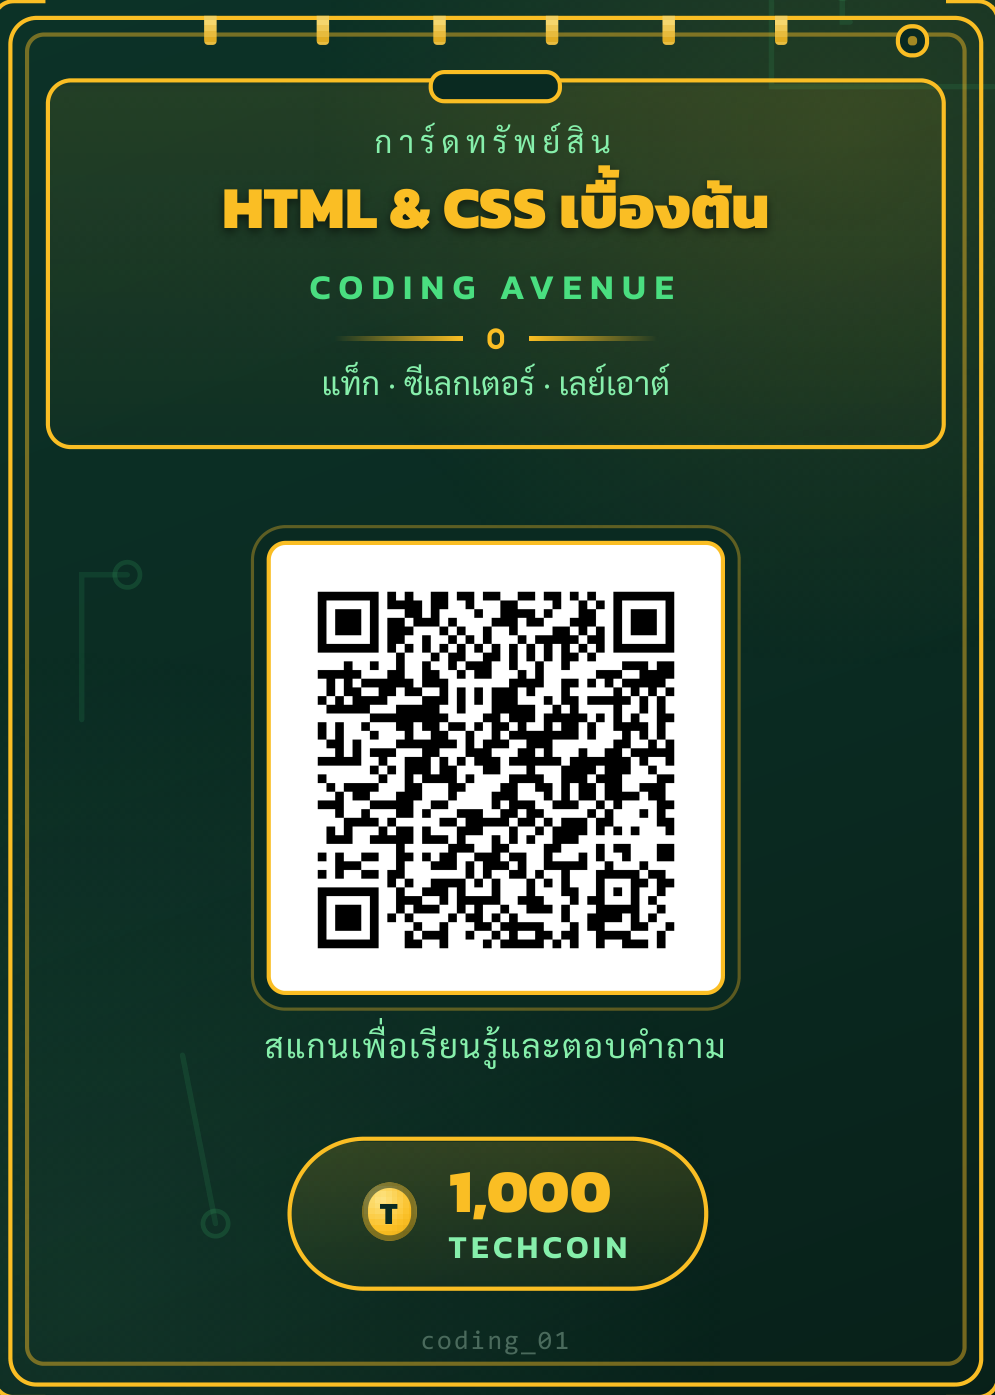 การ์ดทรัพย์สิน
HTML & CSS เบื้องต้น
CODING AVENUE
แท็ก · ซีเลกเตอร์ · เลย์เอาต์
สแกนเพื่อเรียนรู้และตอบคำถาม
T
1,000
TECHCOIN
coding_01